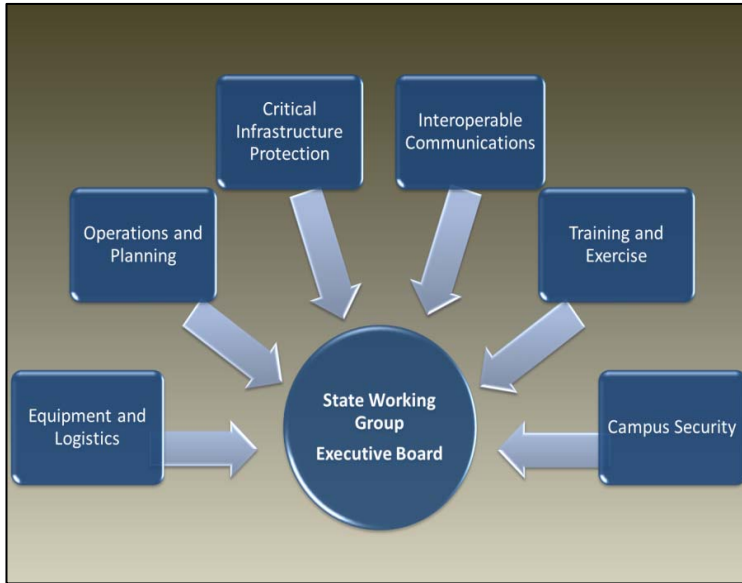 Critical
Infrastructure
Protection
Interoperable
Communications
Operations and
Planning
Training and
Exercise
Equipment and
Logistics
State Working
Group
Executive Board
Campus Security